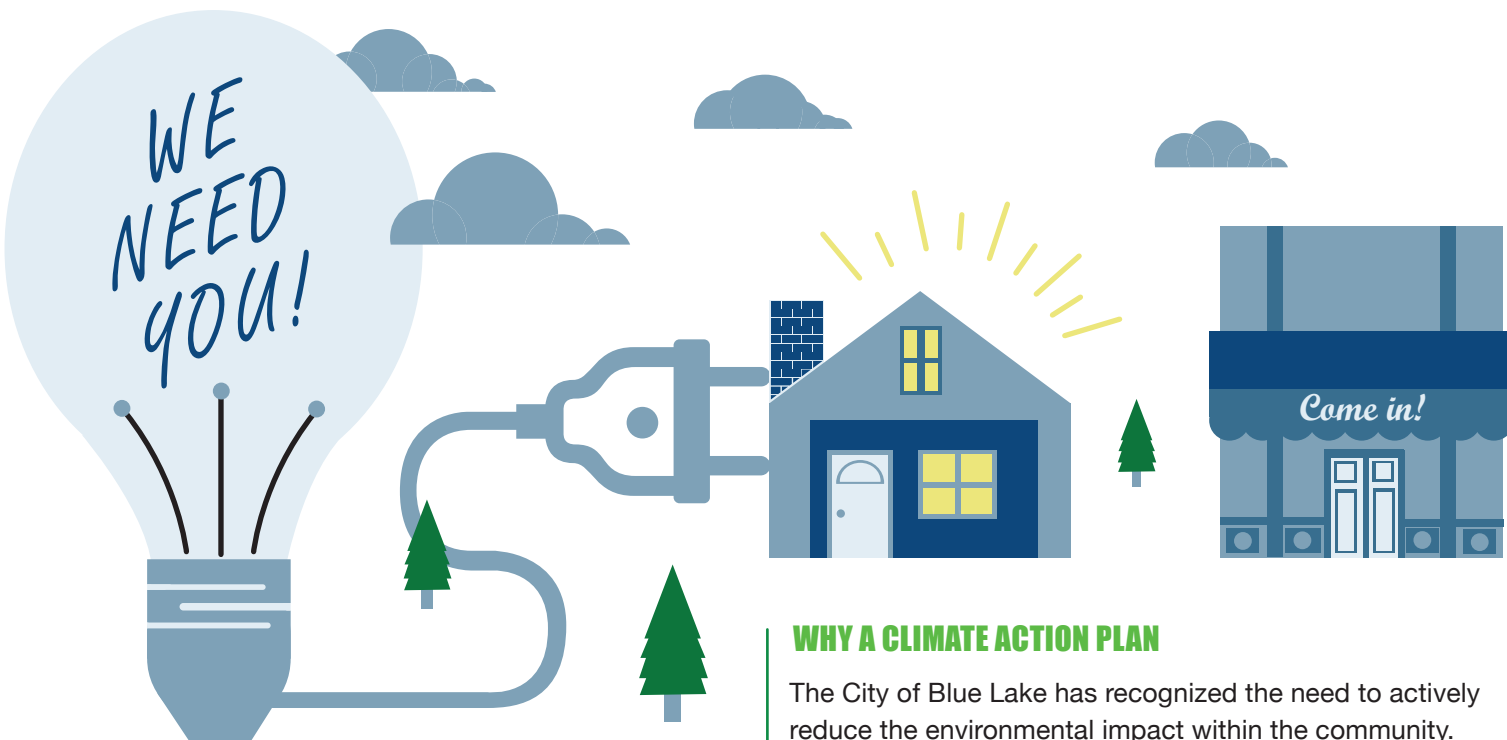 WE
NEED
YOU!
Come in!
WHY A CLIMATE ACTION PLAN
The City of Blue Lake has recognized the need to actively
reduce the environmental impact within the community.